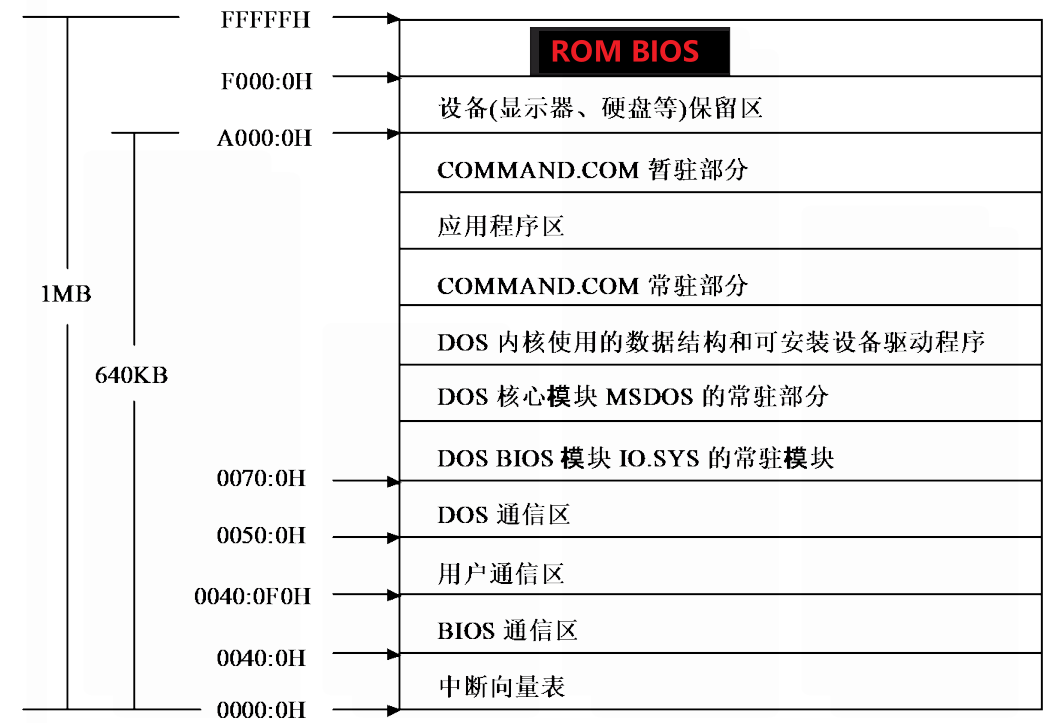 FFFFFH
ROM BIOS
F000:0H
设备(显示器、硬盘等)保留区
A000:0H
COMMAND.COM 暂驻部分
应用程序区
COMMAND.COM 常驻部分
1MB
DOS 内核使用的数据结构和可安装设备驱动程序
640KB
DOS 核心模块 MSDOS 的常驻部分
DOS BIOS 模块 IO.SYS 的常驻模块
0070:0H
DOS 通信区
0050:0H
用户通信区
0040:0F0H
BIOS 通信区
0040:0H
中断向量表
0000:0H